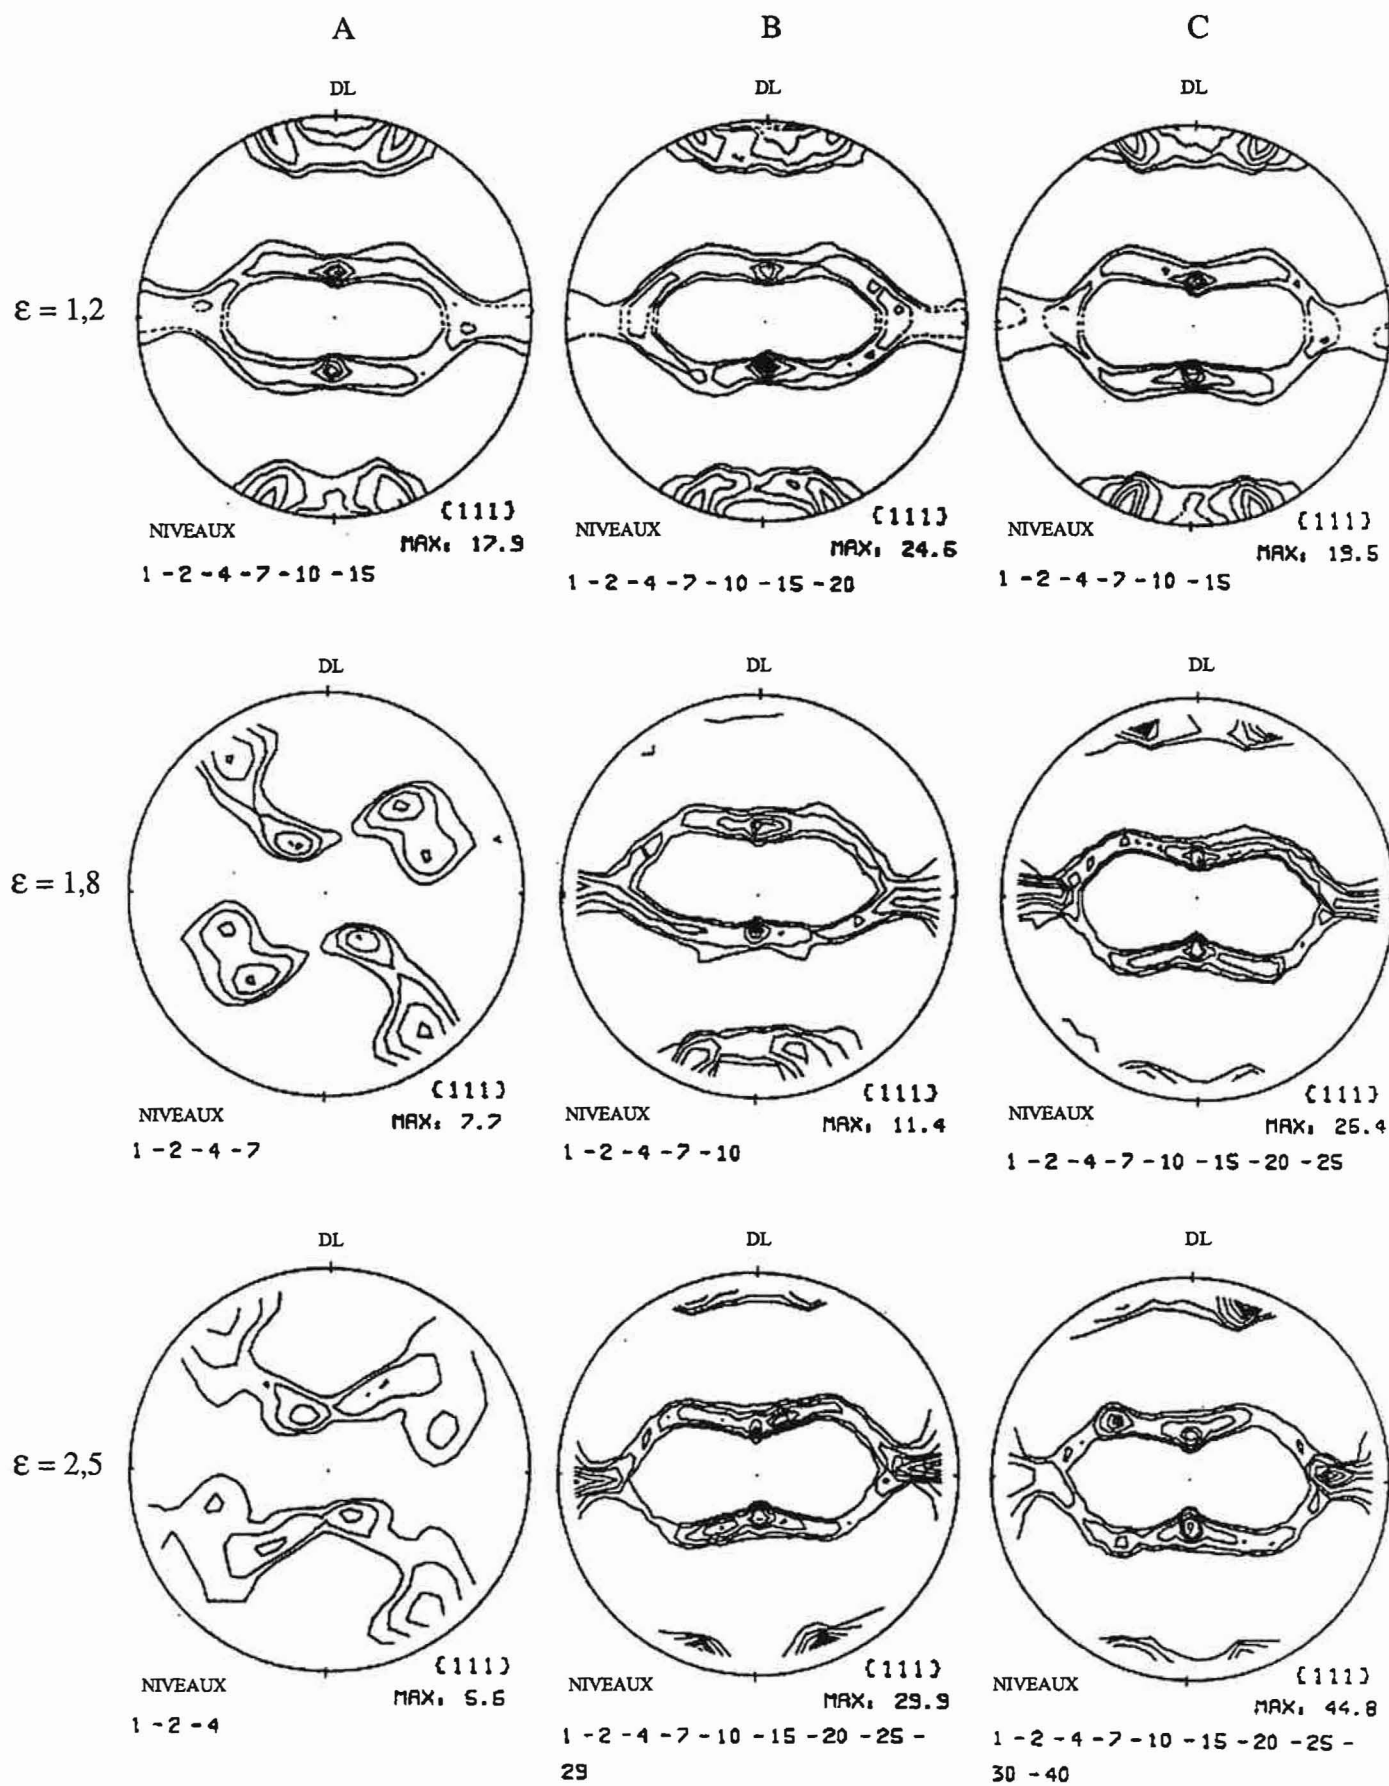 A B C
DL DL DL
ε = 1,2
NIVEAUX {111} NIVEAUX {111} NIVEAUX {111}
MAX: 17.9 MAX: 24.6 MAX: 19.5
1 -2 -4 -7 -10 -15 1 -2 -4 -7 -10 -15 -20 1 -2 -4 -7 -10 -15
DL DL DL
ε = 1,8
NIVEAUX {111} NIVEAUX {111} NIVEAUX {111}
MAX: 7.7 MAX: 11.4 MAX: 26.4
1 -2 -4 -7 1 -2 -4 -7 -10 1 -2 -4 -7 -10 -15 -20 -25
DL DL DL
ε = 2,5
NIVEAUX {111} NIVEAUX {111} NIVEAUX {111}
MAX: 5.6 MAX: 29.9 MAX: 44.8
1 -2 -4 1 -2 -4 -7 -10 -15 -20 -25 - 1 -2 -4 -7 -10 -15 -20 -25 -
29 30 -40